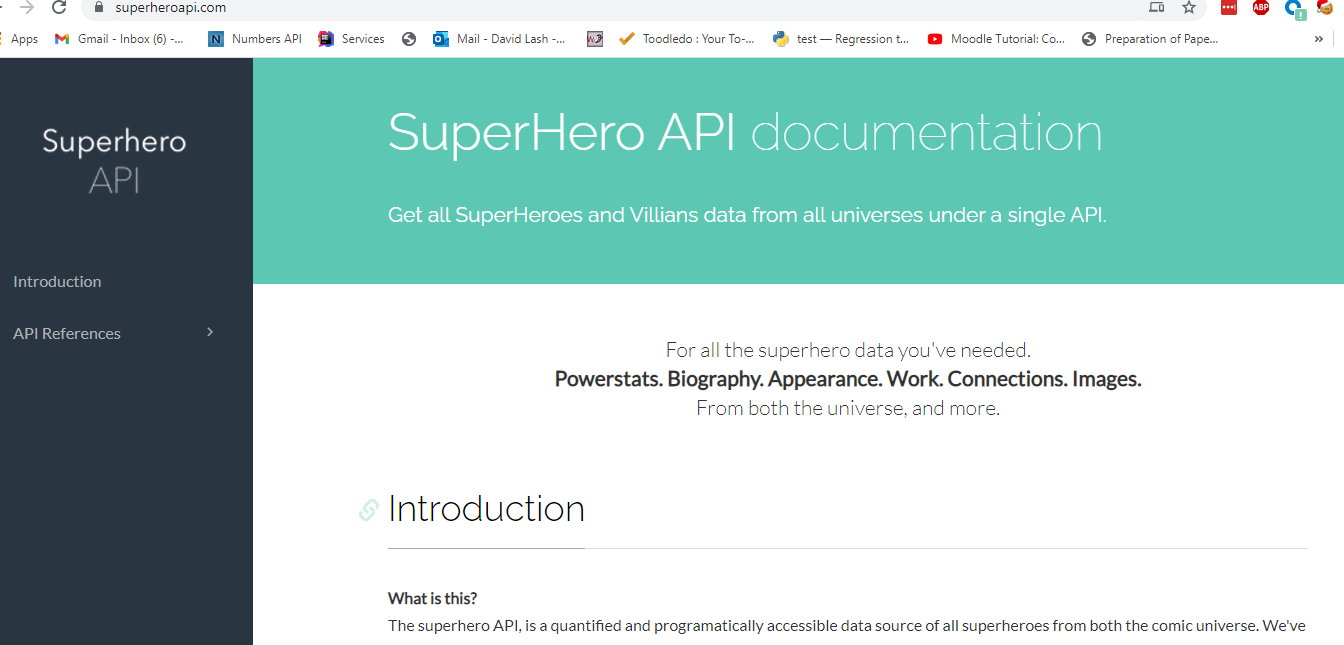 superheroapi.com
ABP
Apps
Gmail - Inbox (6) -...
N
Numbers API
Services
Mail - David Lash -...
Toodledo : Your To-...
test — Regression t...
Moodle Tutorial: Co...
Preparation of Pape...
»
Superhero
API
SuperHero API documentation
Get all SuperHeroes and Villians data from all universes under a single API.
Introduction
API References
For all the superhero data you've needed.
Powerstats. Biography. Appearance. Work. Connections. Images.
From both the universe, and more.
Introduction
What is this?
The superhero API, is a quantified and programatically accessible data source of all superheroes from both the comic universe. We've